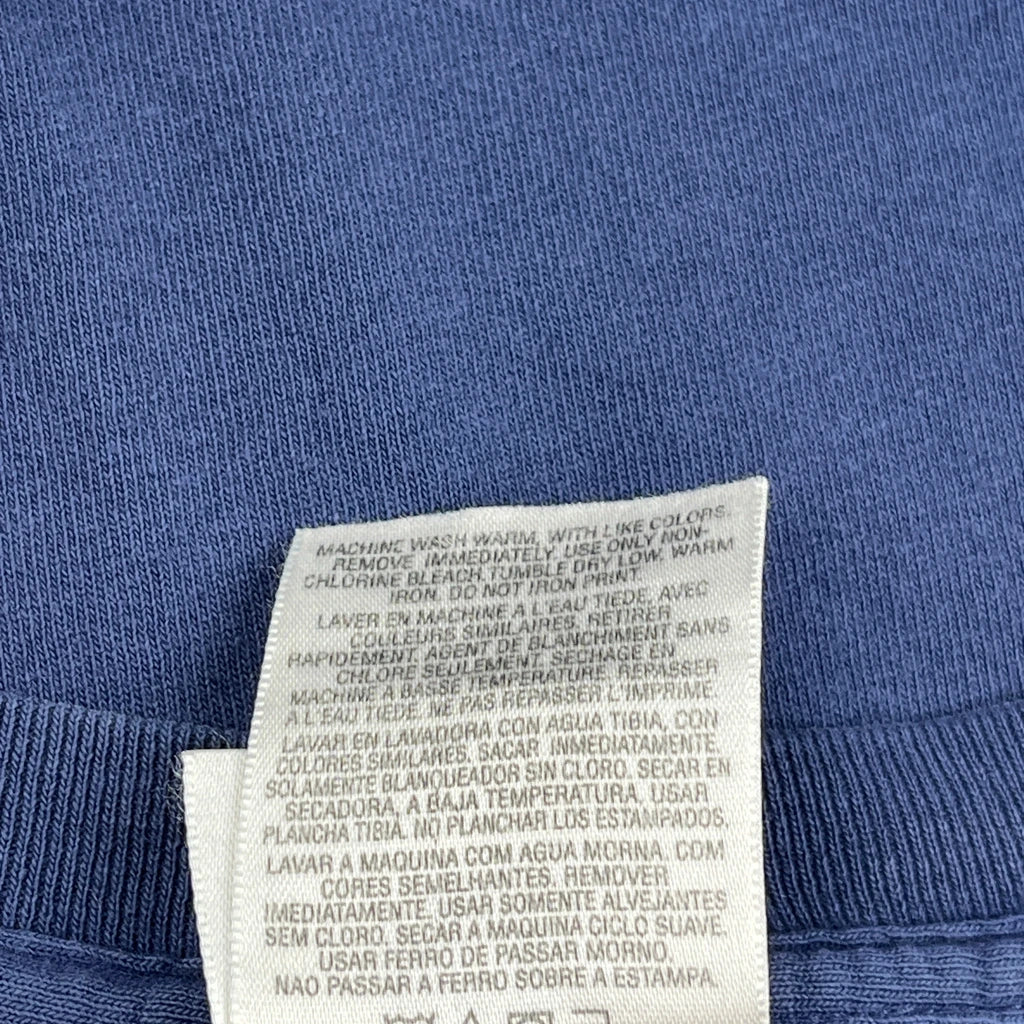 MACHINE WASH WARM, WITH LIKE COLORS.
REMOVE IMMEDIATELY. USE ONLY NON-
CHLORINE BLEACH. TUMBLE DRY LOW. WARM
IRON. DO NOT IRON PRINT.
LAVER EN MACHINE A L'EAU TIEDE, AVEC
COULEURS SIMILAIRES. RETIRER
RAPIDEMENT. AGENT DE BLANCHIMENT SANS
CHLORE SEULEMENT. SECHAGE EN
MACHINE A BASSE TEMPERATURE. REPASSER
A L'EAU TIEDE. NE PAS REPASSER L'IMPRIME.
LAVAR EN LAVADORA CON AGUA TIBIA, CON
COLORES SIMILARES. SACAR INMEDIATAMENTE.
SOLAMENTE BLANQUEADOR SIN CLORO. SECAR EN
SECADORA, A BAJA TEMPERATURA. USAR
PLANCHA TIBIA. NO PLANCHAR LOS ESTAMPADOS.
LAVAR A MAQUINA COM AGUA MORNA. COM
CORES SEMELHANTES. REMOVER
IMEDIATAMENTE. USAR SOMENTE ALVEJANTES
SEM CLORO. SECAR A MAQUINA CICLO SUAVE.
USAR FERRO DE PASSAR MORNO.
NAO PASSAR A FERRO SOBRE A ESTAMPA.